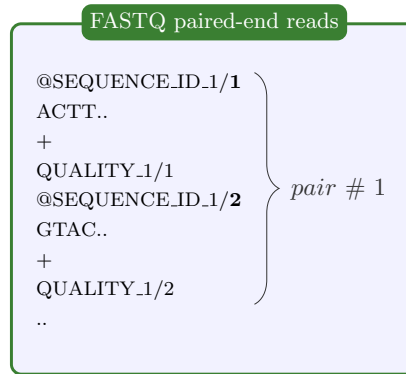 FASTQ paired-end reads
@SEQUENCE_ID_1/1
ACTT..
+
QUALITY_1/1
@SEQUENCE_ID_1/2
GTAC..
+
QUALITY_1/2
..
pair # 1